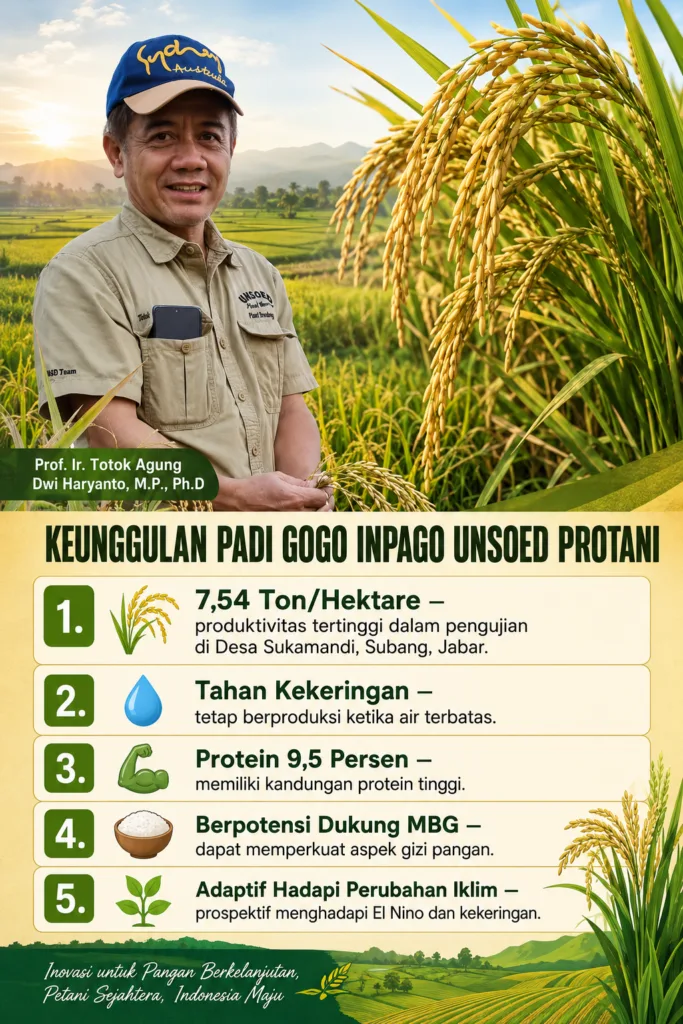 Sydney
Australia
UNSOED
Plant Breeding
R&D Team
Prof. Ir. Totok Agung
Dwi Haryanto, M.P., Ph.D
KEUNGGULAN PADI GOGO INPAGO UNSOED PROTANI
1.
7,54 Ton/Hektare –
produktivitas tertinggi dalam pengujian
di Desa Sukamandi, Subang, Jabar.
2.
Tahan Kekeringan –
tetap berproduksi ketika air terbatas.
3.
Protein 9,5 Persen –
memiliki kandungan protein tinggi.
4.
Berpotensi Dukung MBG –
dapat memperkuat aspek gizi pangan.
5.
Adaptif Hadapi Perubahan Iklim –
prospektif menghadapi El Nino dan kekeringan.
Inovasi untuk Pangan Berkelanjutan,
Petani Sejahtera, Indonesia Maju